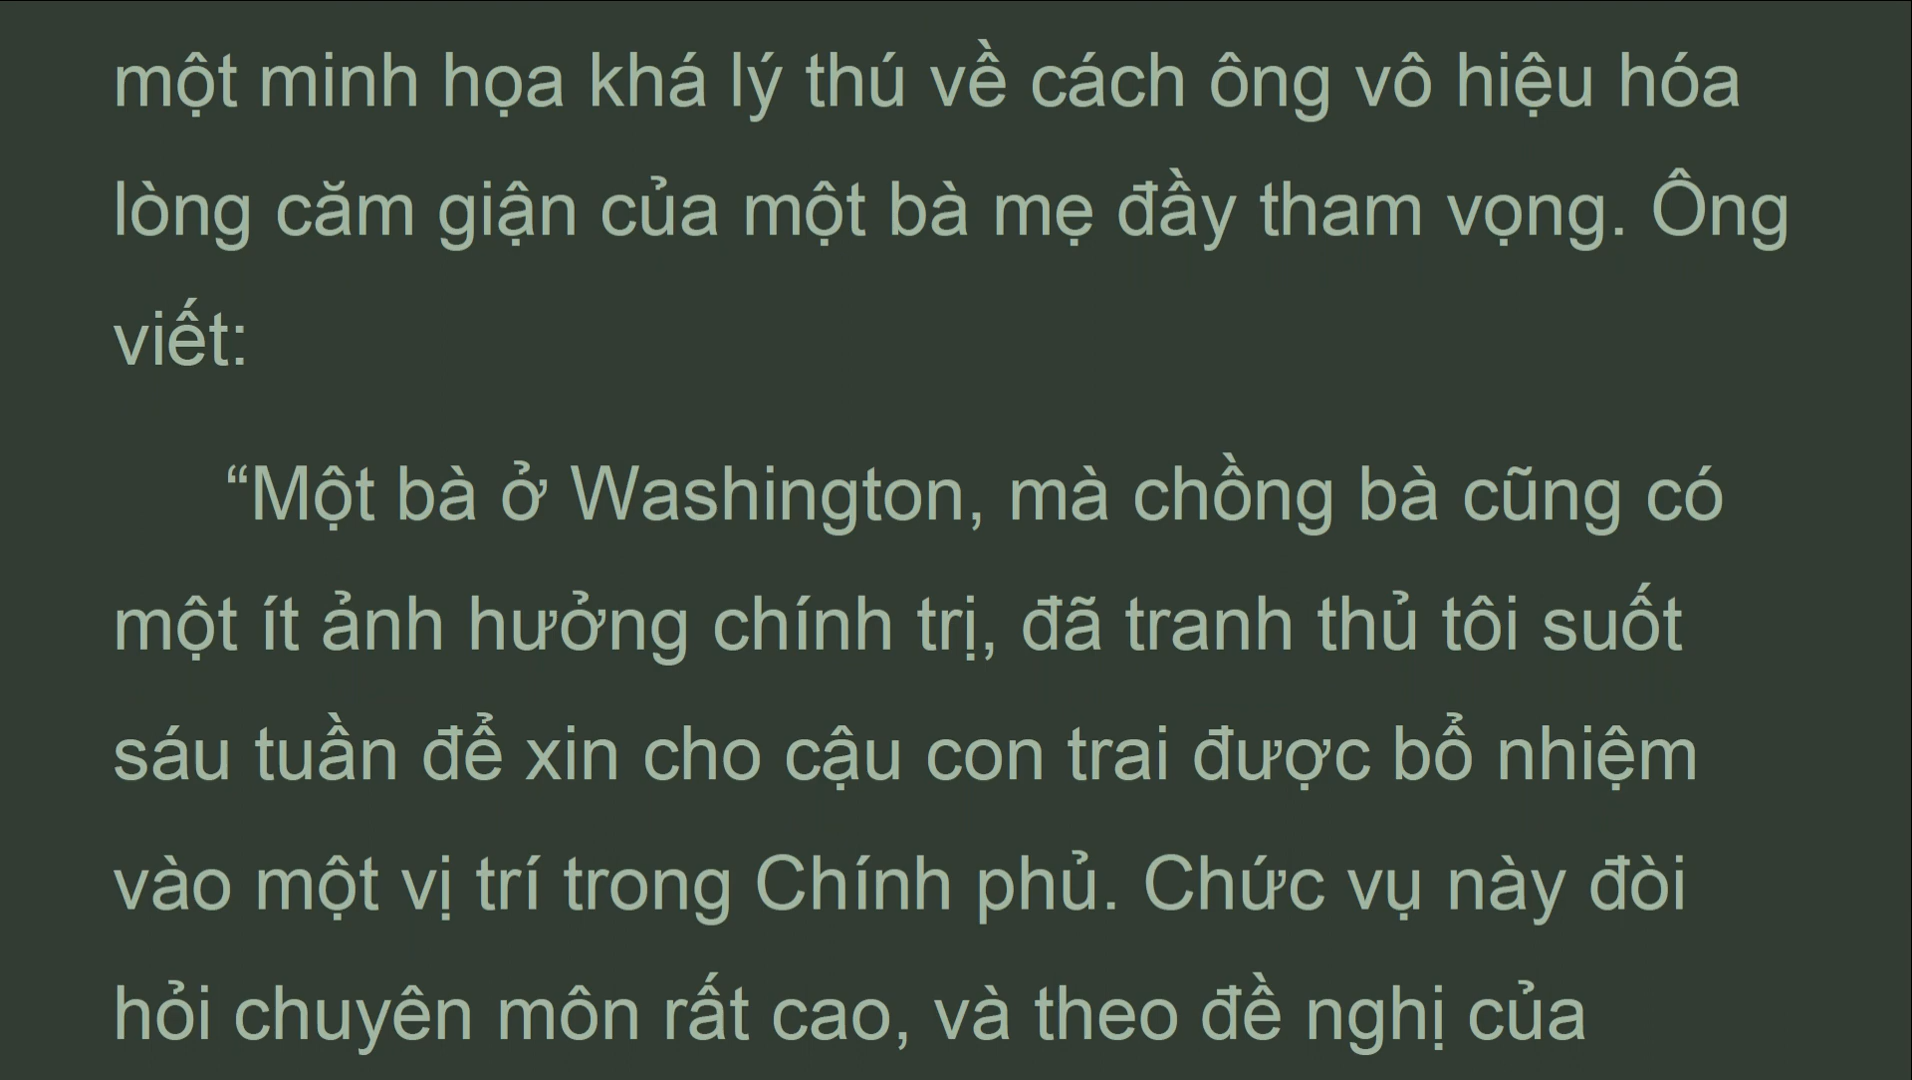 một minh họa khá lý thú về cách ông vô hiệu hóa
lòng căm giận của một bà mẹ đầy tham vọng. Ông
viết:
“Một bà ở Washington, mà chồng bà cũng có
một ít ảnh hưởng chính trị, đã tranh thủ tôi suốt
sáu tuần để xin cho cậu con trai được bổ nhiệm
vào một vị trí trong Chính phủ. Chức vụ này đòi
hỏi chuyên môn rất cao, và theo đề nghị của